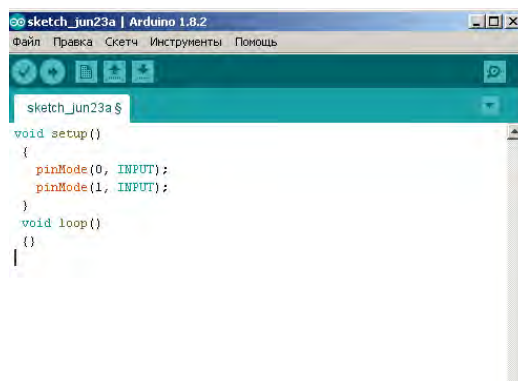 sketch_jun23a | Arduino 1.8.2
Файл Правка Скетч Инструменты Помощь
sketch_jun23a §
void setup()
{
pinMode(0, INPUT);
pinMode(1, INPUT);
}
void loop()
{}